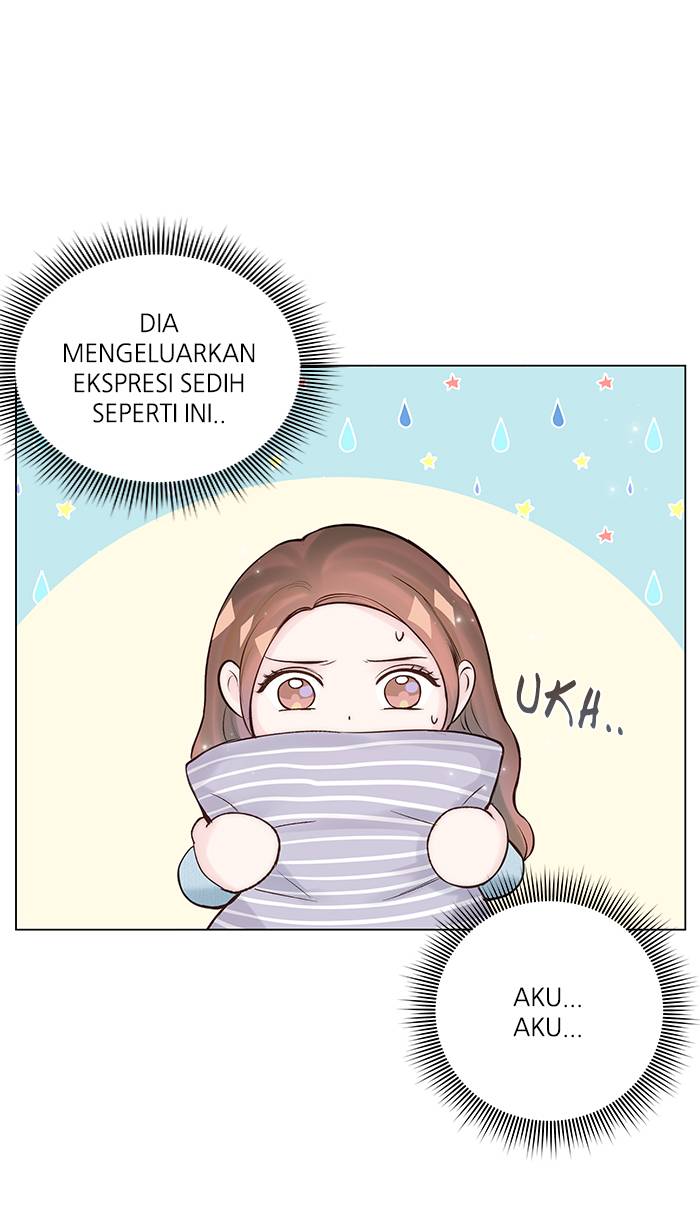 DIA
MENGELUARKAN
EKSPRESI SEDIH
SEPERTI INI..
UKH..
AKU...
AKU...